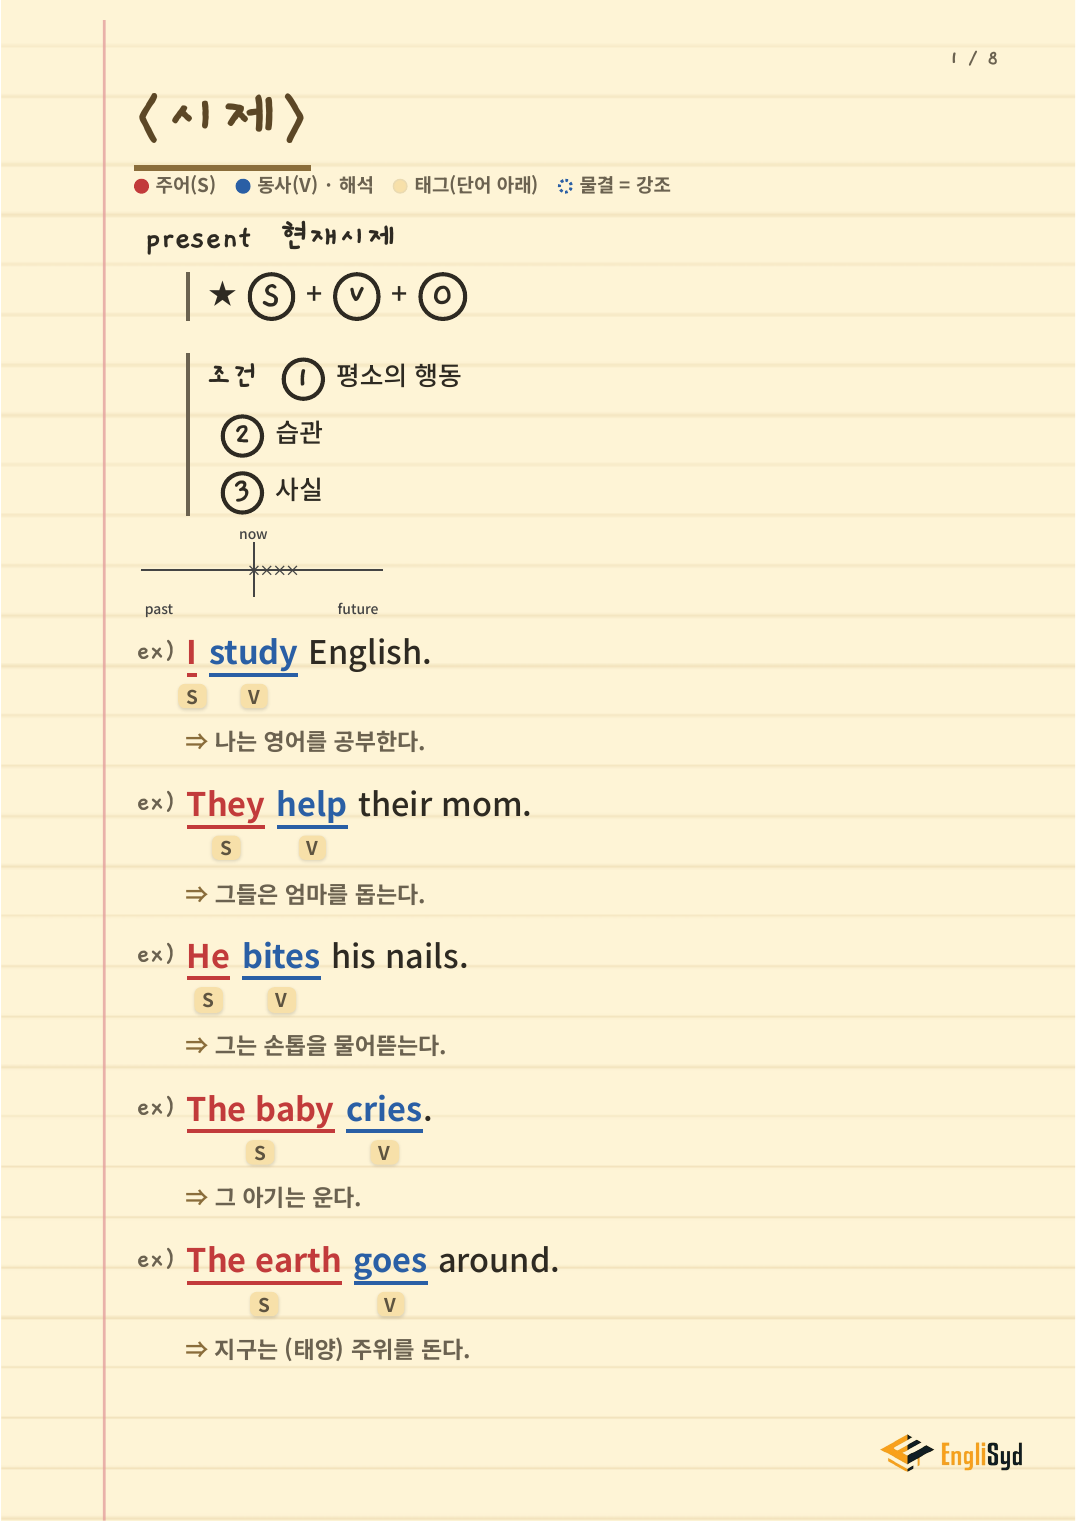 1 / 8
〈시제〉
주어(S) 동사(V) · 해석 태그(단어 아래) 물결 = 강조
present 현재시제
★ S + V + O
조건 1 평소의 행동
2 습관
3 사실
now
past future
ex) I study English.
S V
⇒ 나는 영어를 공부한다.
ex) They help their mom.
S V
⇒ 그들은 엄마를 돕는다.
ex) He bites his nails.
S V
⇒ 그는 손톱을 물어뜯는다.
ex) The baby cries.
S V
⇒ 그 아기는 운다.
ex) The earth goes around.
S V
⇒ 지구는 (태양) 주위를 돈다.
EngliSyd